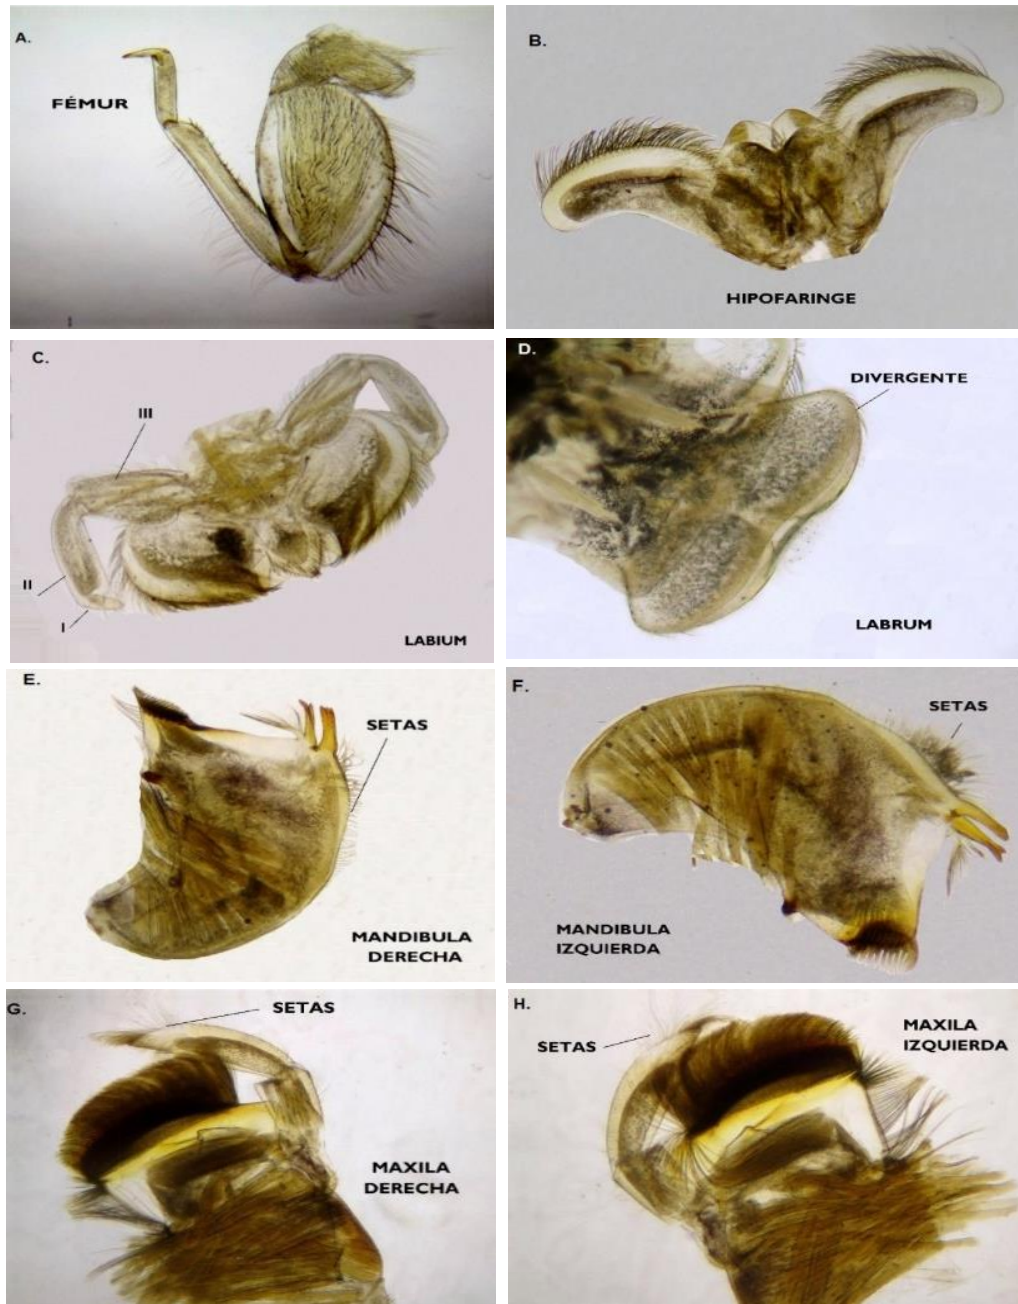 A.
FÉMUR
B.
HIPOFARINGE
C.
III
II
I
LABIUM
D.
DIVERGENTE
LABRUM
E.
SETAS
MANDIBULA
DERECHA
F.
SETAS
MANDIBULA
IZQUIERDA
G.
SETAS
MAXILA
DERECHA
H.
SETAS
MAXILA
IZQUIERDA